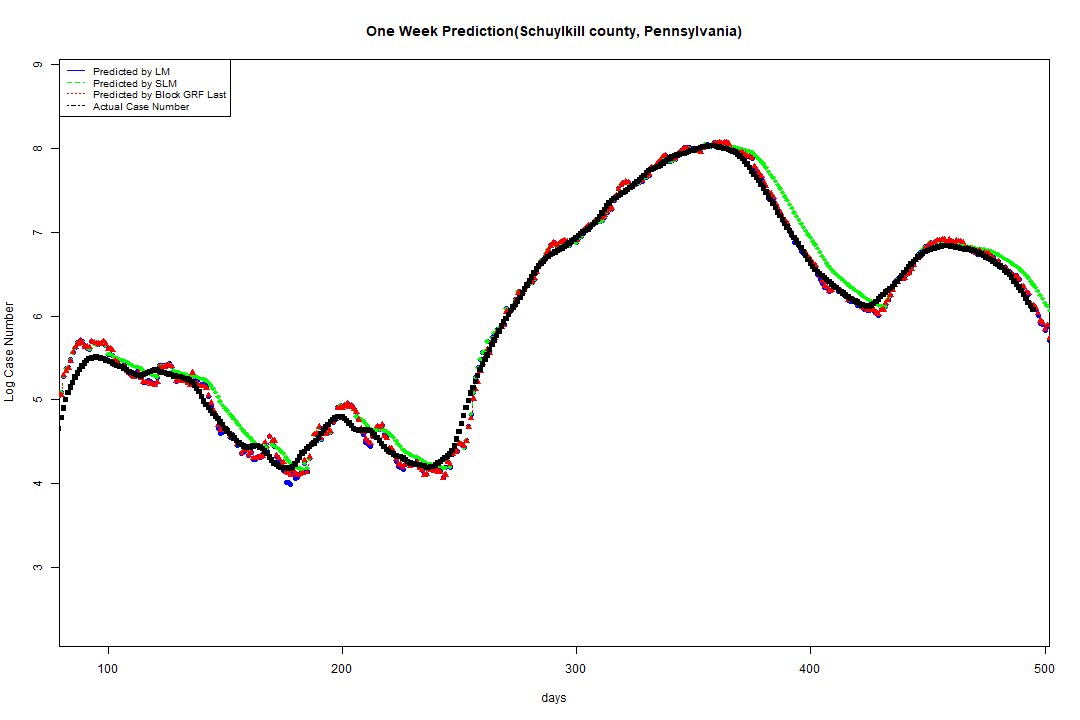 One Week Prediction(Schuylkill county, Pennsylvania)
Predicted by LM
Predicted by SLM
Predicted by Block GRF Last
Actual Case Number
9
8
7
6
5
4
3
Log Case Number
100 200 300 400 500
days